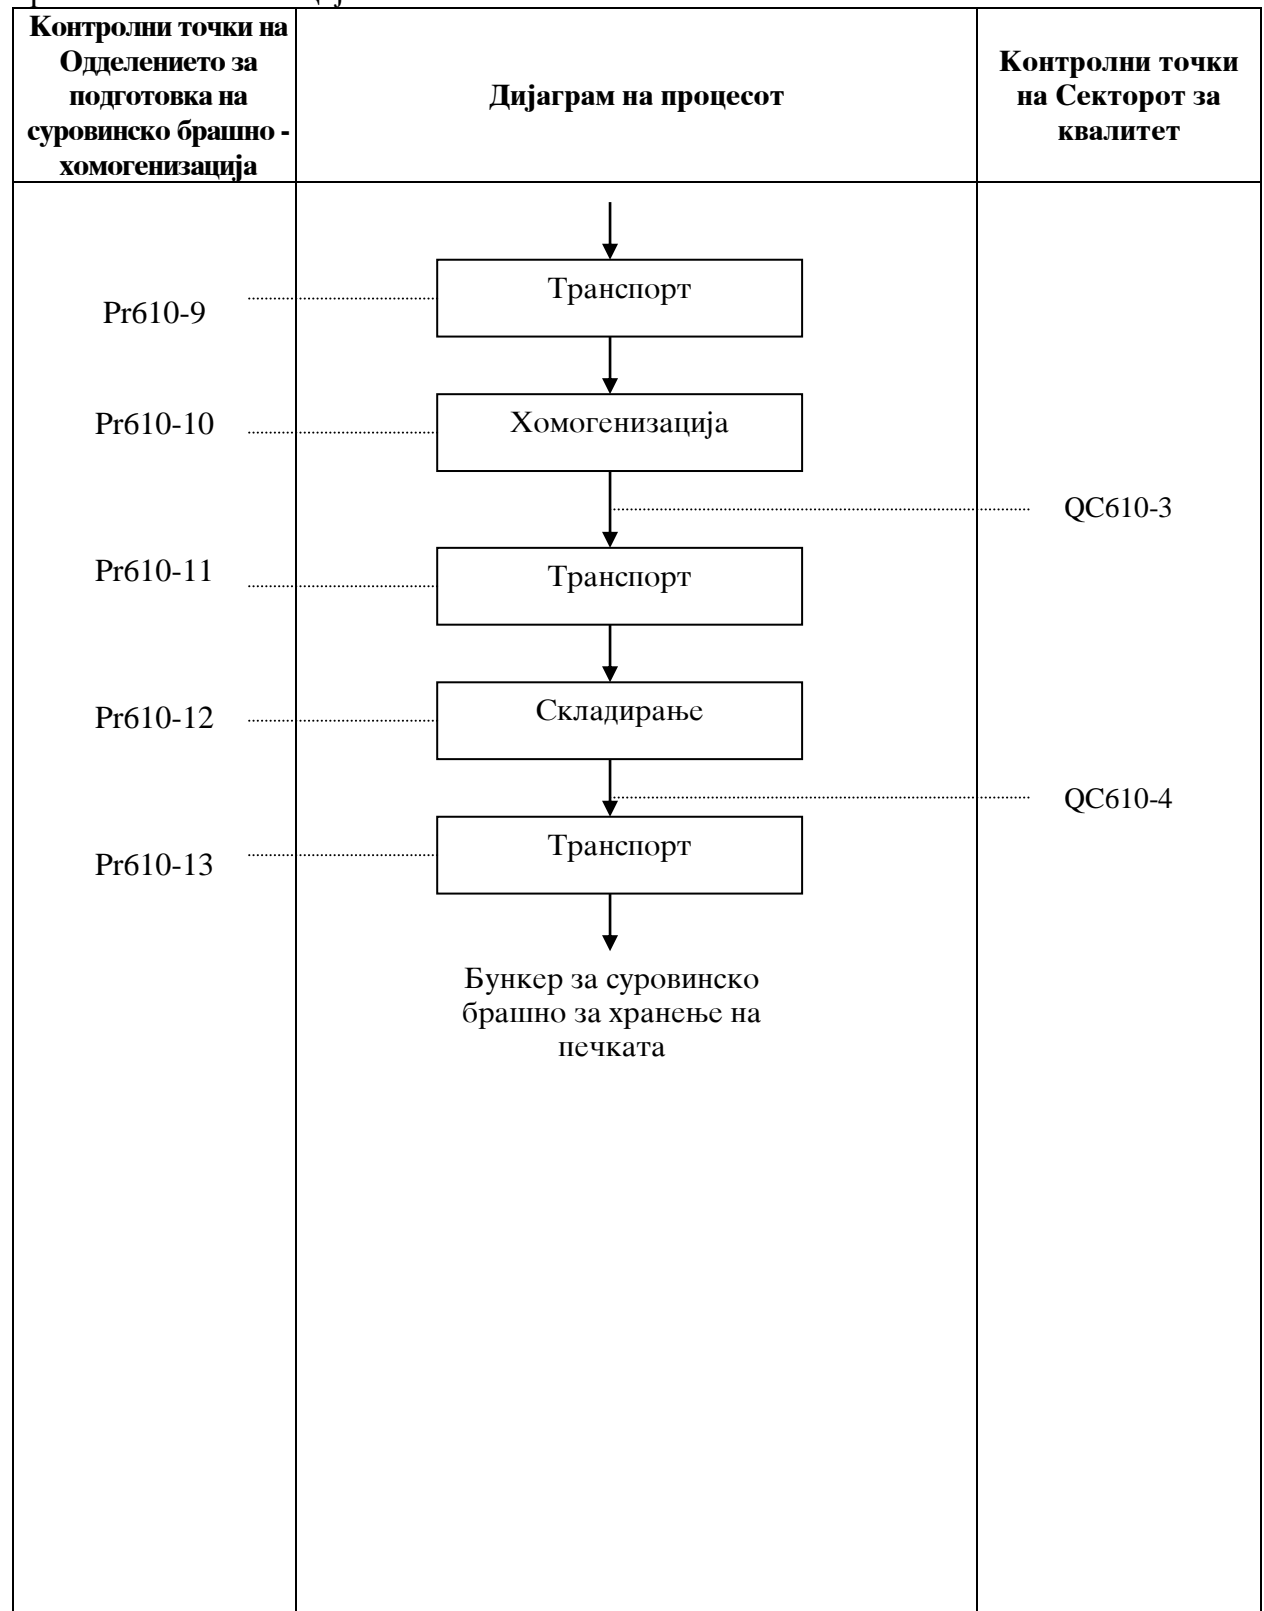 Контролни точки на
Одделението за
подготовка на
суровинско брашно -
хомогенизација
Дијаграм на процесот
Контролни точки
на Секторот за
квалитет
Транспорт
Pr610-9
Хомогенизација
Pr610-10
QC610-3
Транспорт
Pr610-11
Складирање
Pr610-12
QC610-4
Транспорт
Pr610-13
Бункер за суровинско
брашно за хранење на
печката